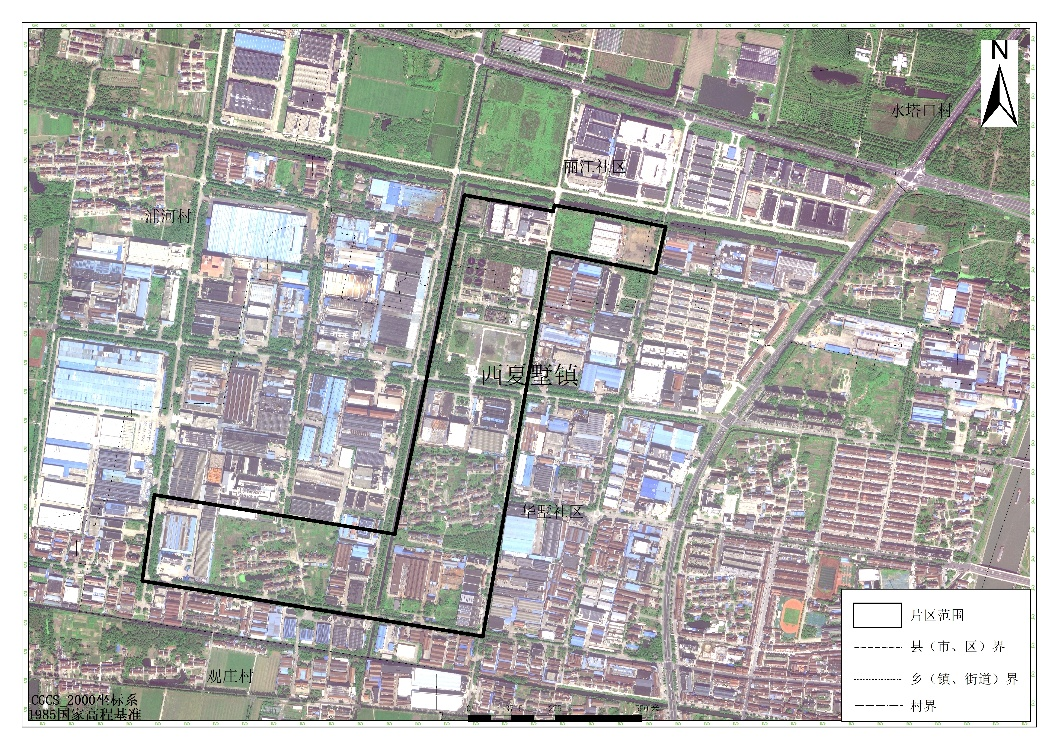 N
水塔口村
丽江社区
浦河村
西夏墅镇
华墅社区
观庄村
片区范围
县（市、区）界
乡（镇、街道）界
村界
CGCS_2000坐标系
1985国家高程基准